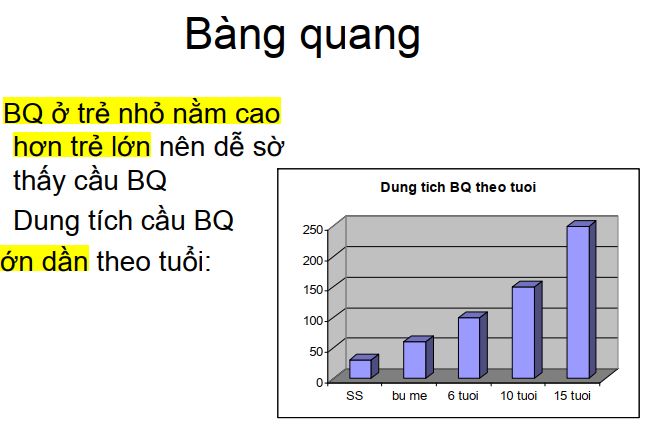 Bàng quang
BQ ở trẻ nhỏ nằm cao
hơn trẻ lớn nên dễ sờ
thấy cầu BQ
Dung tích cầu BQ
ớn dần theo tuổi:
Dung tich BQ theo tuoi
250
200
150
100
50
0
SS bu me 6 tuoi 10 tuoi 15 tuoi